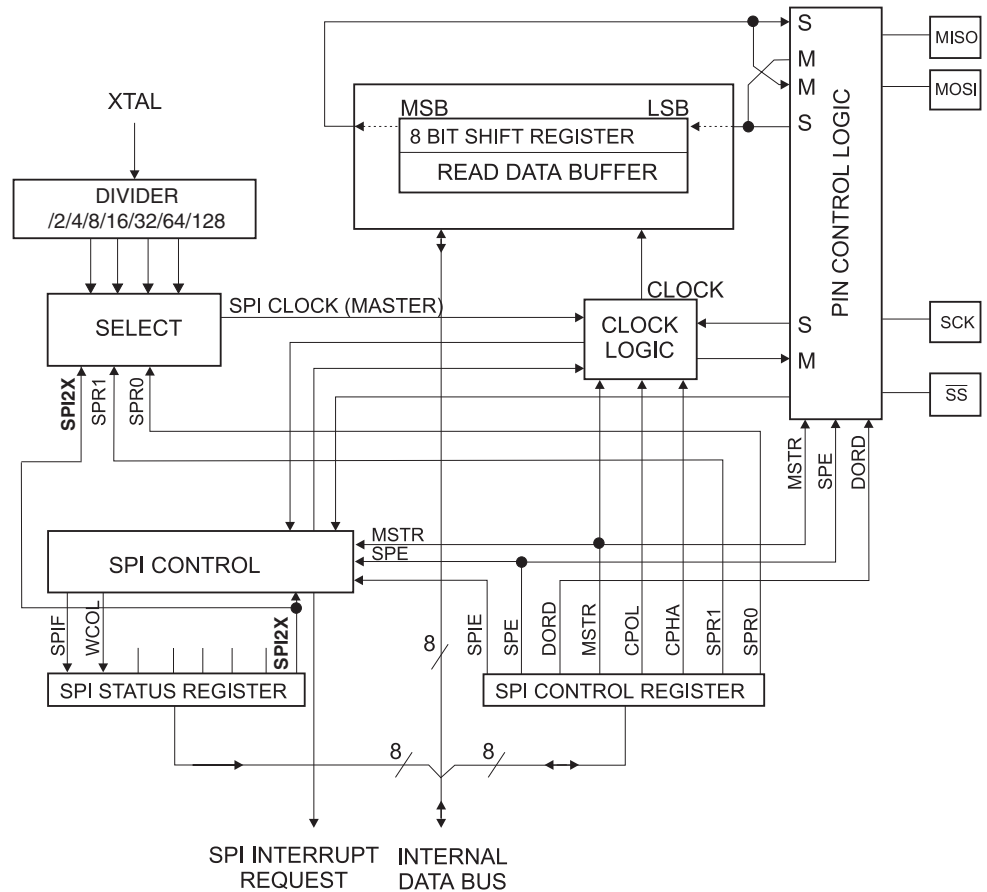 S
MISO
M
M
MOSI
XTAL
MSB
LSB
S
8 BIT SHIFT REGISTER
READ DATA BUFFER
DIVIDER
/2/4/8/16/32/64/128
PIN CONTROL LOGIC
SPI CLOCK (MASTER)
CLOCK
SELECT
CLOCK
LOGIC
S
SCK
M
SPI2X
SPR1
SPR0
SS
MSTR
SPE
DORD
MSTR
SPE
SPI CONTROL
SPIF
WCOL
SPI2X
8
SPIE
SPE
DORD
MSTR
CPOL
CPHA
SPR1
SPR0
SPI STATUS REGISTER
SPI CONTROL REGISTER
8
8
SPI INTERRUPT
REQUEST
INTERNAL
DATA BUS